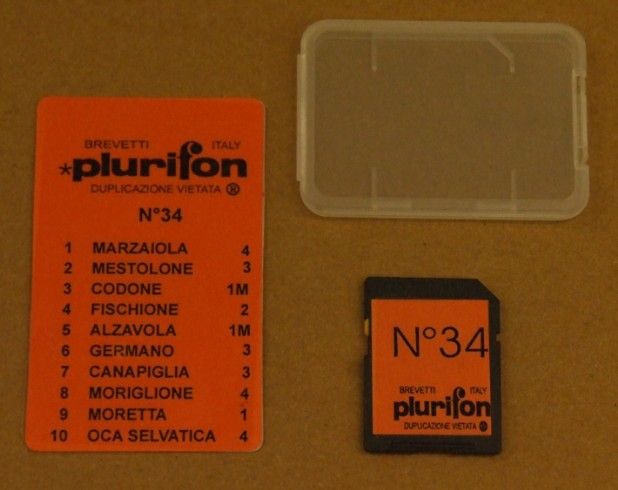 BREVETTI ITALY
*plurifon
DUPLICAZIONE VIETATA ®
N°34
1 MARZAIOLA 4
2 MESTOLONE 3
3 CODONE 1M
4 FISCHIONE 2
5 ALZAVOLA 1M
6 GERMANO 3
7 CANAPIGLIA 3
8 MORIGLIONE 4
9 MORETTA 1
10 OCA SELVATICA 4
N°34
BREVETTI ITALY
plurifon
DUPLICAZIONE VIETATA ®